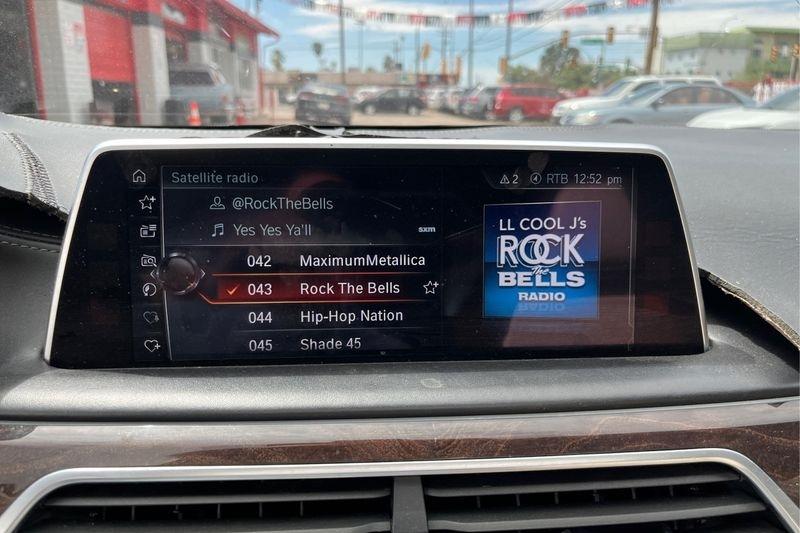 Satellite radio
2 RTB 12:52 pm
@RockTheBells
Yes Yes Ya'll
sxm
042 MaximumMetallica
043 Rock The Bells
044 Hip-Hop Nation
045 Shade 45
LL COOL J's
ROCK
the
BELLS
RADIO